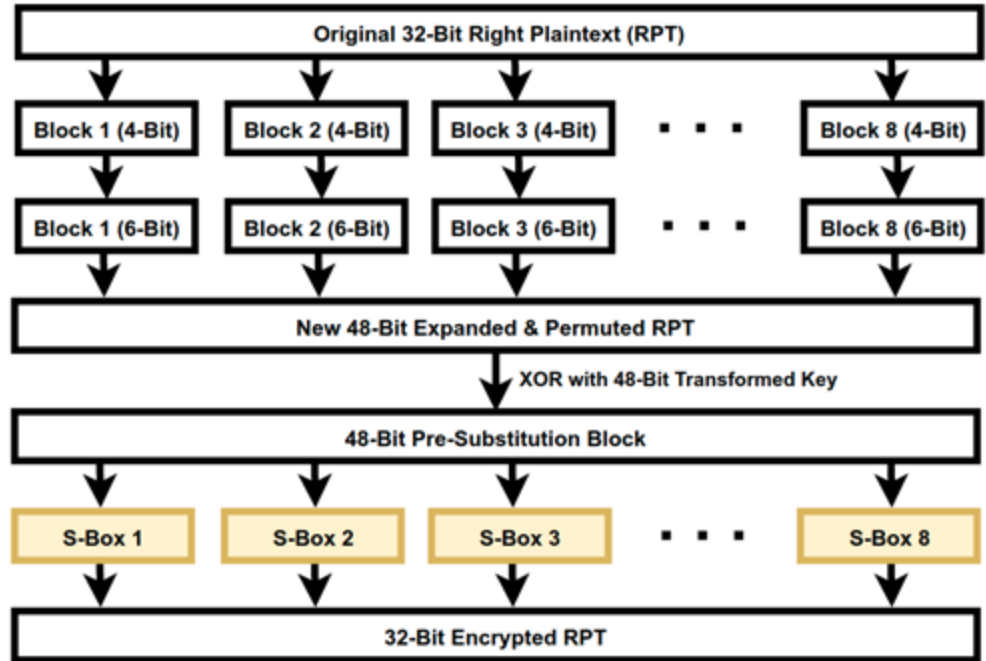 Original 32-Bit Right Plaintext (RPT)
Block 1 (4-Bit) Block 2 (4-Bit) Block 3 (4-Bit) Block 8 (4-Bit)
Block 1 (6-Bit) Block 2 (6-Bit) Block 3 (6-Bit) Block 8 (6-Bit)
New 48-Bit Expanded & Permuted RPT
XOR with 48-Bit Transformed Key
48-Bit Pre-Substitution Block
S-Box 1 S-Box 2 S-Box 3 S-Box 8
32-Bit Encrypted RPT